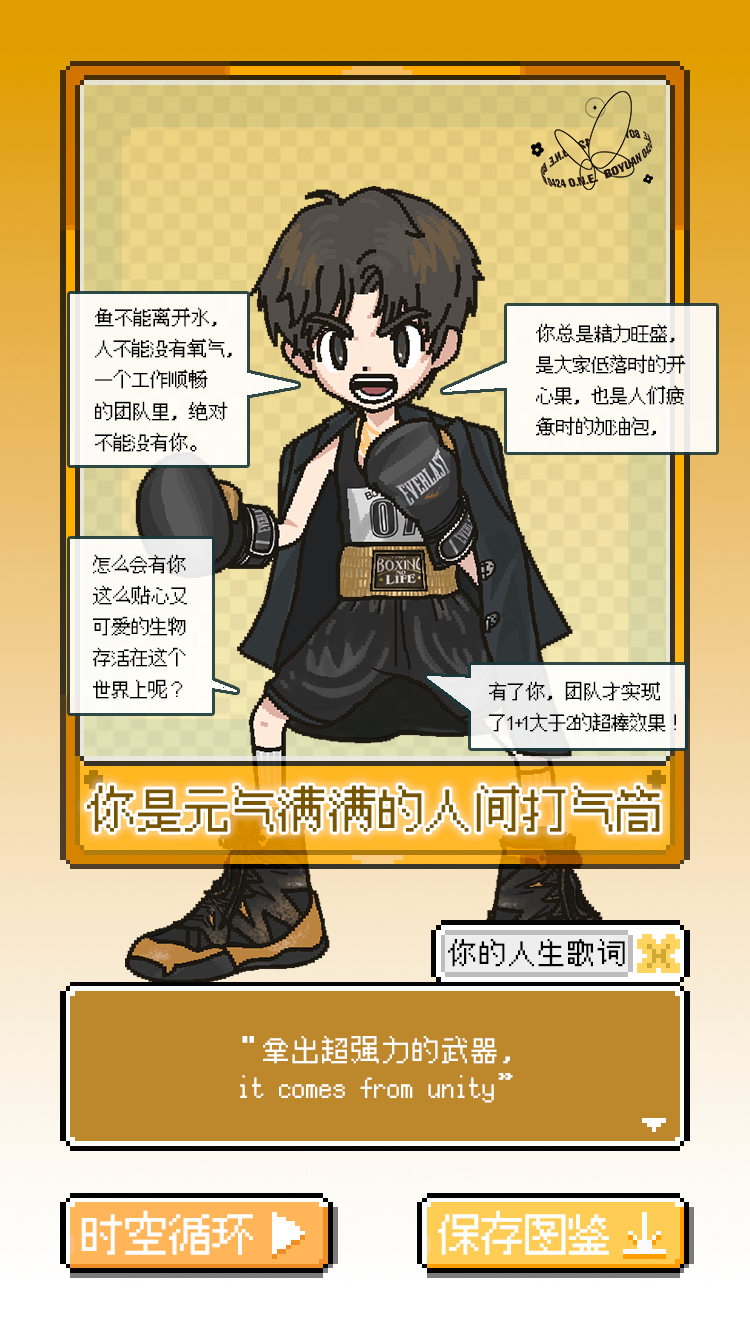 0424 O.N.E. BOYUAN 042
鱼不能离开水，
人不能没有氧气，
一个工作顺畅
的团队里，绝对
不能没有你。
你总是精力旺盛，
是大家低落时的开
心果，也是人们疲
惫时的加油包，
EVERLAST
EVERLAST
BOXING
NO
LIFE
怎么会有你
这么贴心又
可爱的生物
存活在这个
世界上呢？
有了你，团队才实现
了1+1大于2的超棒效果！
你是元气满满的人间打气筒
你的人生歌词
"拿出超强力的武器，
it comes from unity"
时空循环
保存图鉴